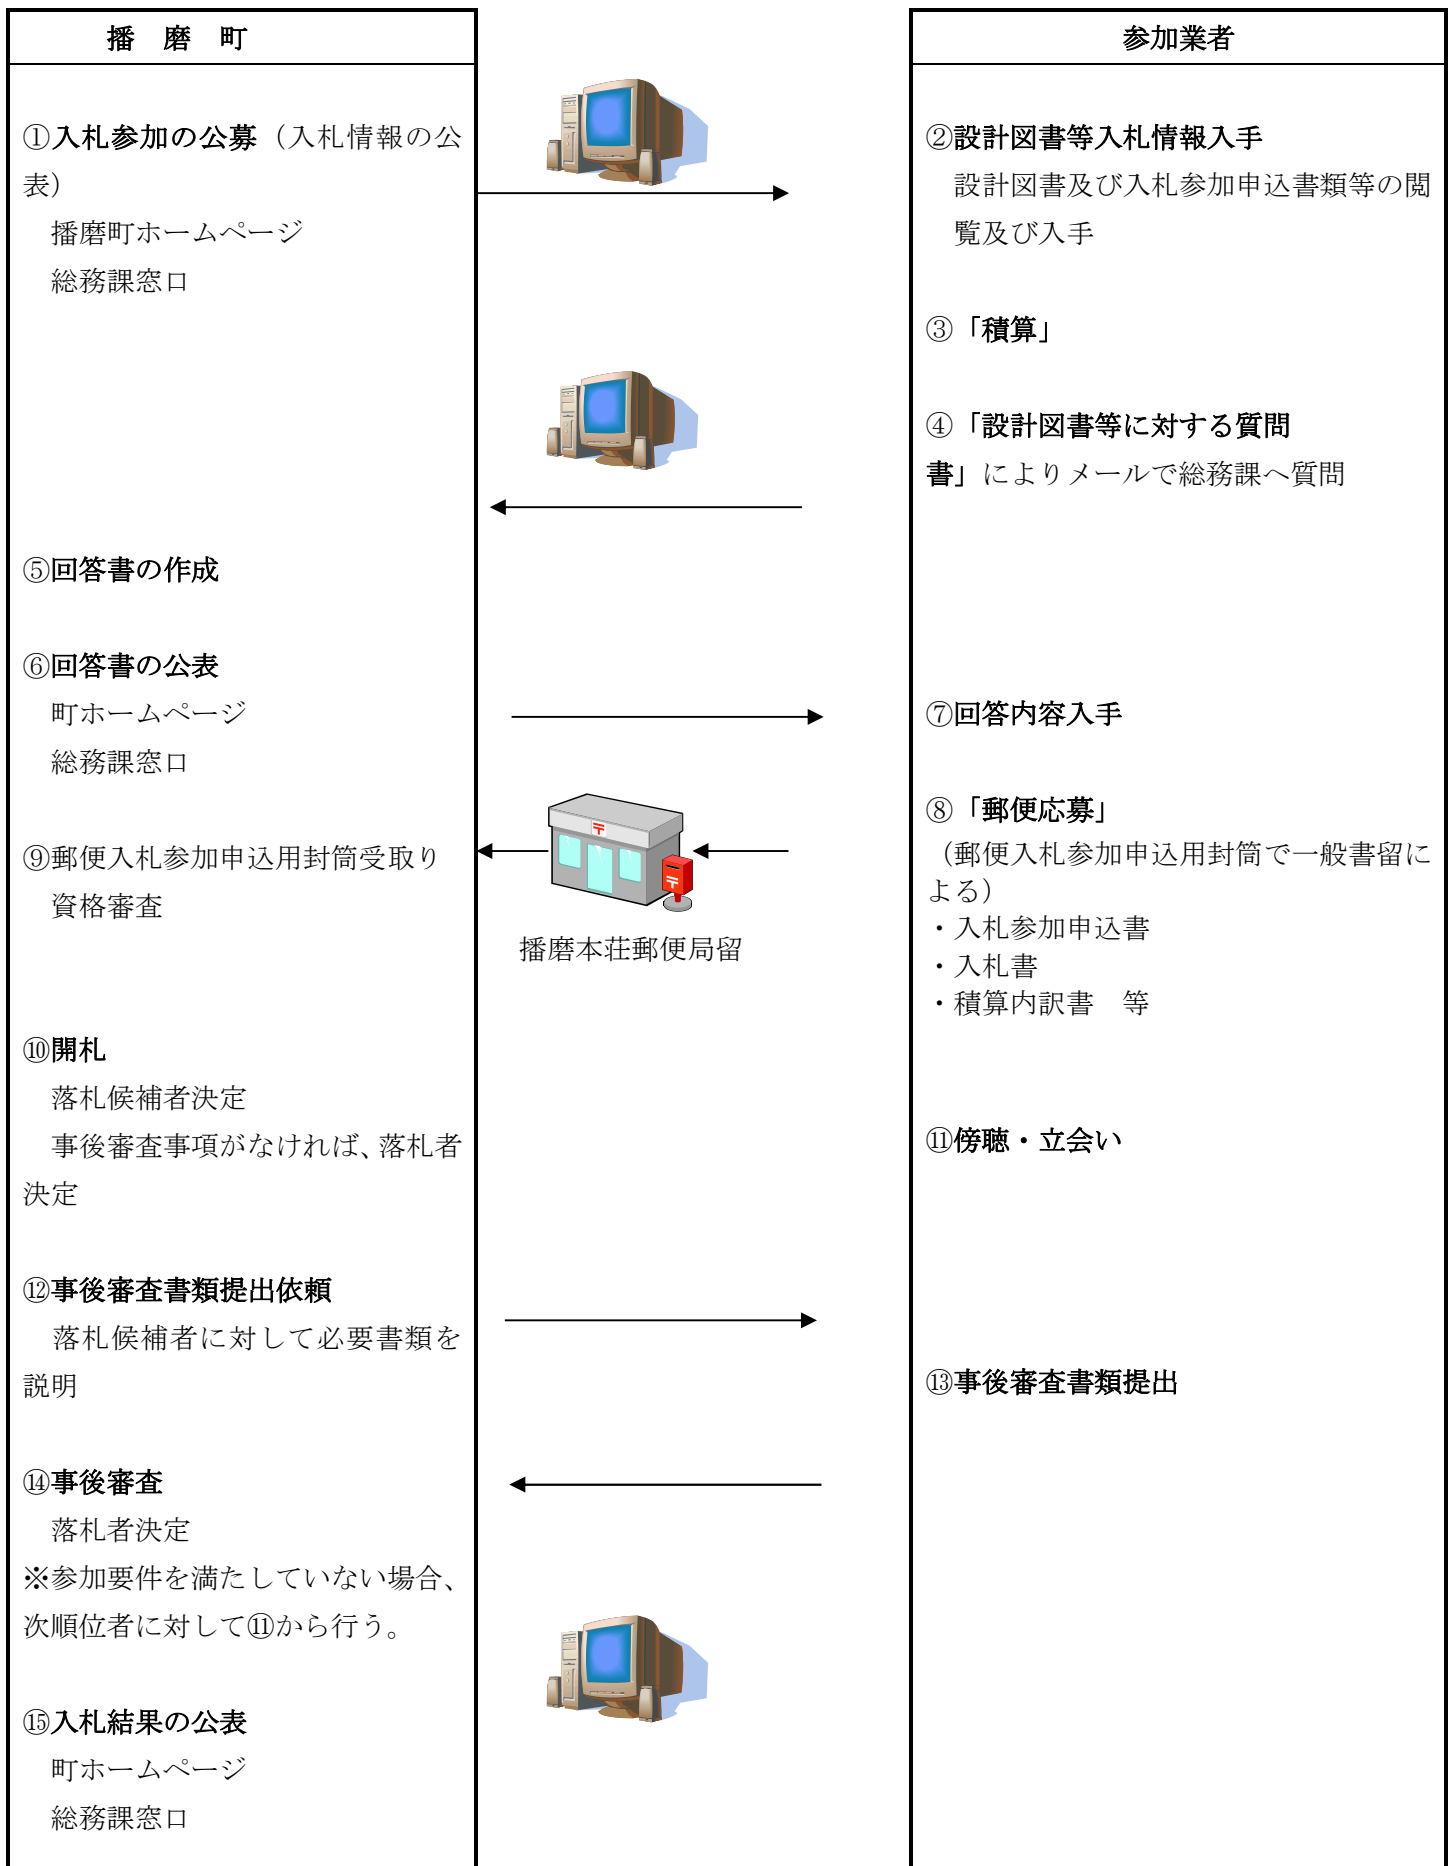 播　磨　町
①入札参加の公募（入札情報の公
表）
播磨町ホームページ
総務課窓口
⑤回答書の作成
⑥回答書の公表
町ホームページ
総務課窓口
⑨郵便入札参加申込用封筒受取り
資格審査
⑩開札
落札候補者決定
事後審査事項がなければ、落札者
決定
⑫事後審査書類提出依頼
落札候補者に対して必要書類を
説明
⑭事後審査
落札者決定
※参加要件を満たしていない場合、
次順位者に対して⑪から行う。
⑮入札結果の公表
町ホームページ
総務課窓口
〒
〒
播磨本荘郵便局留
参加業者
②設計図書等入札情報入手
設計図書及び入札参加申込書類等の閲
覧及び入手
③「積算」
④「設計図書等に対する質問
書」によりメールで総務課へ質問
⑦回答内容入手
⑧「郵便応募」
（郵便入札参加申込用封筒で一般書留に
よる）
・入札参加申込書
・入札書
・積算内訳書　等
⑪傍聴・立会い
⑬事後審査書類提出